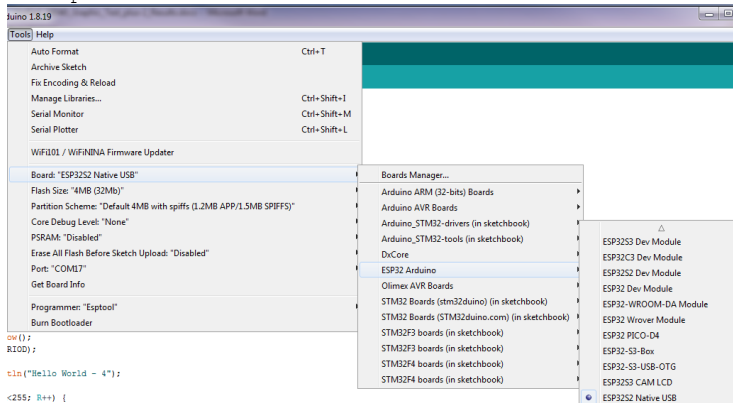 duino 1.8.19
Tools Help
Auto Format Ctrl+T
Archive Sketch
Fix Encoding & Reload
Manage Libraries... Ctrl+Shift+I
Serial Monitor Ctrl+Shift+M
Serial Plotter Ctrl+Shift+L
WiFi101 / WiFiNINA Firmware Updater
Board: "ESP32S2 Native USB"
Flash Size: "4MB (32Mb)"
Partition Scheme: "Default 4MB with spiffs (1.2MB APP/1.5MB SPIFFS)"
Core Debug Level: "None"
PSRAM: "Disabled"
Erase All Flash Before Sketch Upload: "Disabled"
Port: "COM17"
Get Board Info
Programmer: "Esptool"
Burn Bootloader
Boards Manager...
Arduino ARM (32-bits) Boards
Arduino AVR Boards
Arduino_STM32-drivers (in sketchbook)
Arduino_STM32-tools (in sketchbook)
DxCore
ESP32 Arduino
Olimex AVR Boards
STM32 Boards (stm32duino) (in sketchbook)
STM32 Boards (STM32duino.com) (in sketchbook)
STM32F3 boards (in sketchbook)
STM32F3 boards (in sketchbook)
STM32F4 boards (in sketchbook)
STM32F4 boards (in sketchbook)
ESP32S3 Dev Module
ESP32C3 Dev Module
ESP32S2 Dev Module
ESP32 Dev Module
ESP32-WROOM-DA Module
ESP32 Wrover Module
ESP32 PICO-D4
ESP32-S3-Box
ESP32-S3-USB-OTG
ESP32S3 CAM LCD
ESP32S2 Native USB
ow();
RIOD);
tln("Hello World - 4");
<255; R++) {